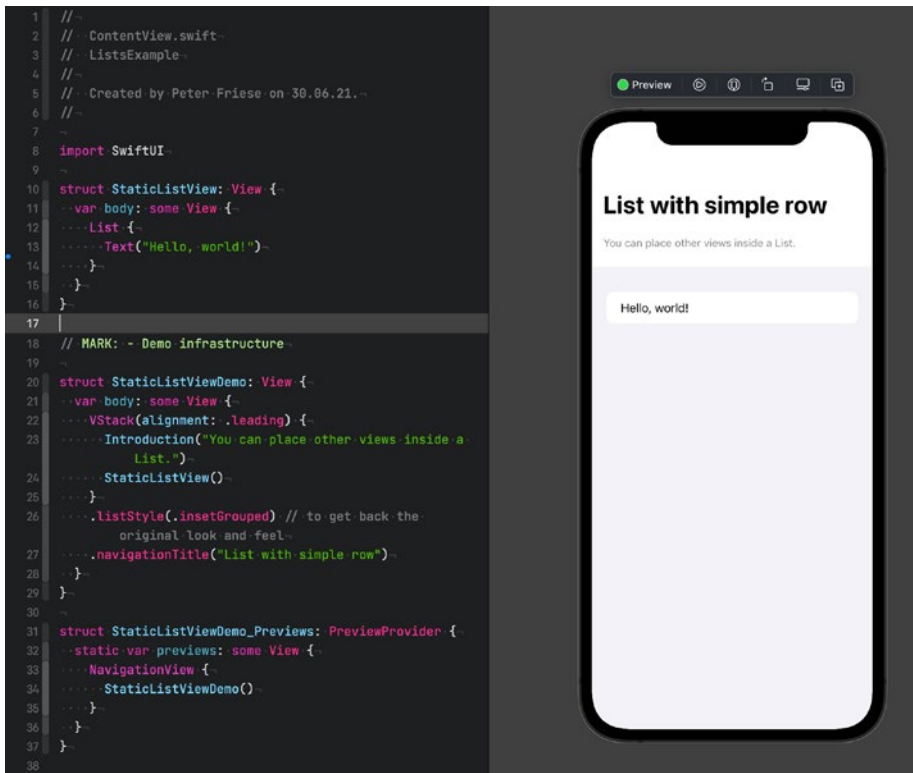 1 //
2 // ContentView.swift
3 // ListsExample
4 //
5 // Created by Peter Friese on 30.06.21.
6 //
7
8 import SwiftUI
9
10 struct StaticListView: View {
11 var body: some View {
12 List {
13 Text("Hello, world!")
14 }
15 }
16 }
17
18 // MARK: - Demo infrastructure
19
20 struct StaticListViewDemo: View {
21 var body: some View {
22 VStack(alignment: .leading) {
23 Introduction("You can place other views inside a
List.")
24 StaticListView()
25 }
26 .listStyle(.insetGrouped) // to get back the
original look and feel
27 .navigationTitle("List with simple row")
28 }
29 }
30
31 struct StaticListViewDemo_Previews: PreviewProvider {
32 static var previews: some View {
33 NavigationView {
34 StaticListViewDemo()
35 }
36 }
37 }
38
Preview
List with simple row
You can place other views inside a List.
Hello, world!